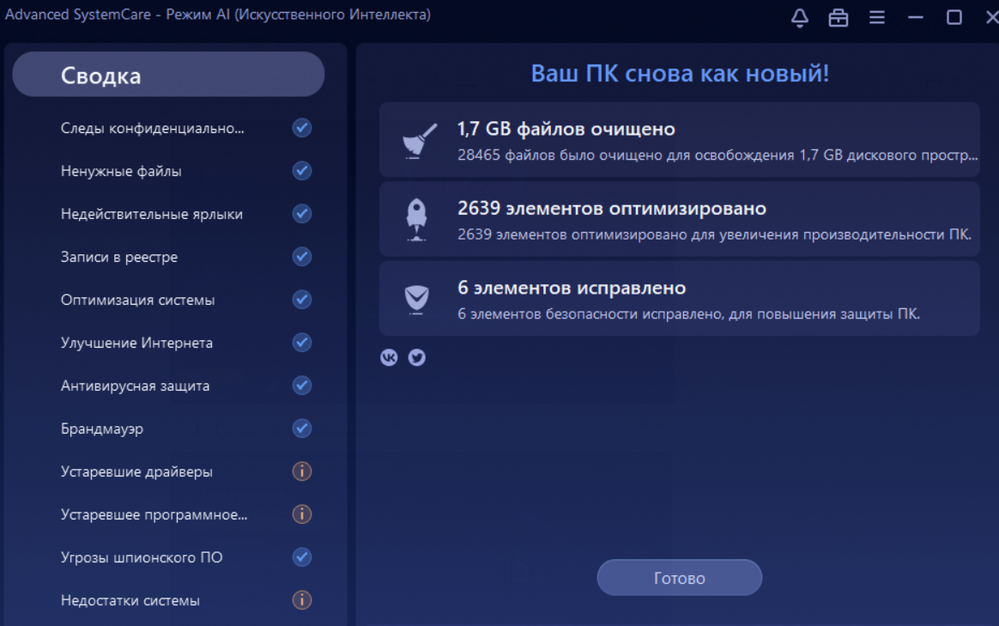 Advanced SystemCare - Режим AI (Искусственного Интеллекта)
Сводка
Следы конфиденциально...
Ненужные файлы
Недействительные ярлыки
Записи в реестре
Оптимизация системы
Улучшение Интернета
Антивирусная защита
Брандмауэр
Устаревшие драйверы
Устаревшее программное...
Угрозы шпионского ПО
Недостатки системы
Ваш ПК снова как новый!
1,7 GB файлов очищено
28465 файлов было очищено для освобождения 1,7 GB дискового простр...
2639 элементов оптимизировано
2639 элементов оптимизировано для увеличения производительности ПК.
6 элементов исправлено
6 элементов безопасности исправлено, для повышения защиты ПК.
Готово